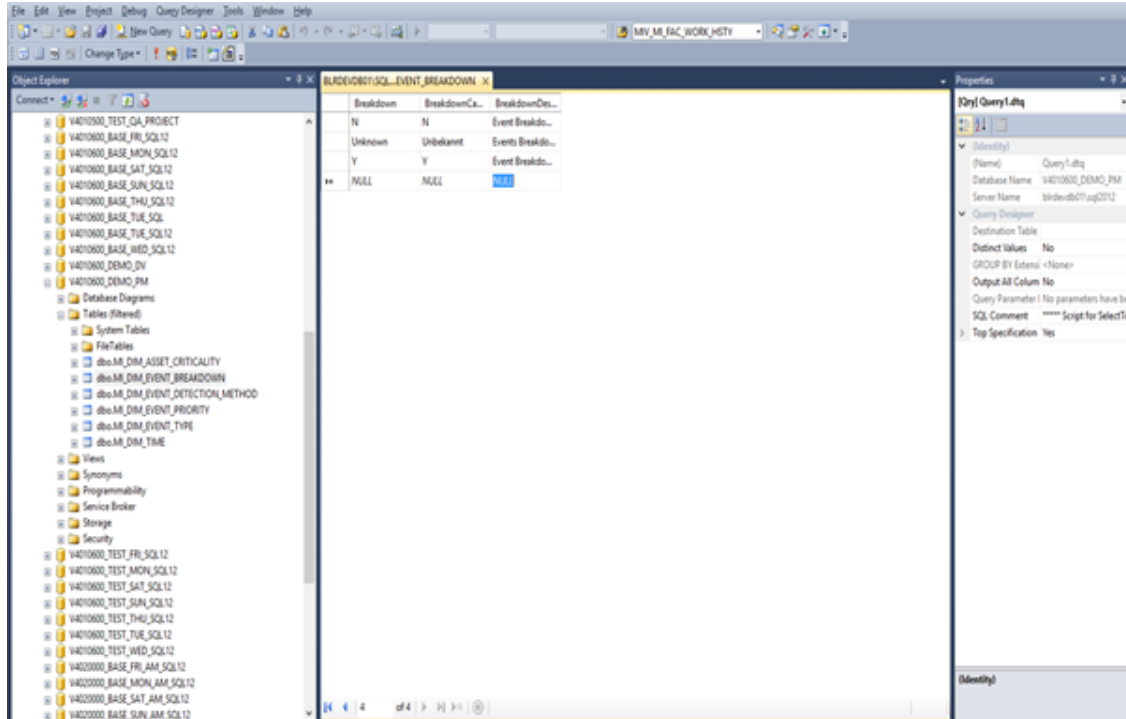 File Edit View Project Debug Query Designer Tools Window Help
New Query
MIV_MI_FAC_WORK_HSTY
Change Type
Object Explorer
Connect
V4010500_TEST_QA_PROJECT
V4010600_BASE_FRI_SQL12
V4010600_BASE_MON_SQL12
V4010600_BASE_SAT_SQL12
V4010600_BASE_SUN_SQL12
V4010600_BASE_THU_SQL12
V4010600_BASE_TUE_SQL
V4010600_BASE_TUE_SQL12
V4010600_BASE_WED_SQL12
V4010600_DEMO_DV
V4010600_DEMO_PM
Database Diagrams
Tables (filtered)
System Tables
FileTables
dbo.MI_DIM_ASSET_CRITICALITY
dbo.MI_DIM_EVENT_BREAKDOWN
dbo.MI_DIM_EVENT_DETECTION_METHOD
dbo.MI_DIM_EVENT_PRIORITY
dbo.MI_DIM_EVENT_TYPE
dbo.MI_DIM_TIME
Views
Synonyms
Programmability
Service Broker
Storage
Security
V4010600_TEST_FRI_SQL12
V4010600_TEST_MON_SQL12
V4010600_TEST_SAT_SQL12
V4010600_TEST_SUN_SQL12
V4010600_TEST_THU_SQL12
V4010600_TEST_TUE_SQL12
V4010600_TEST_WED_SQL12
V4020000_BASE_FRI_AM_SQL12
V4020000_BASE_MON_AM_SQL12
V4020000_BASE_SAT_AM_SQL12
V4020000_BASE_SUN_AM_SQL12
BLRDEVDB01\SQL...EVENT_BREAKDOWN
Breakdown BreakdownCa... BreakdownDes...
N N Event Breakdo...
Unknown Unbekannt Events Breakdo...
Y Y Event Breakdo...
NULL NULL NULL
4 of 4
Properties
[Qry] Query1.dtq
(Identity)
(Name) Query1.dtq
Database Name V4010600_DEMO_PM
Server Name blrdevdb01\sql2012
Query Designer
Destination Table
Distinct Values No
GROUP BY Extensi <None>
Output All Colum No
Query Parameter l No parameters have be
SQL Comment ***** Script for SelectTo
Top Specification Yes
(Identity)